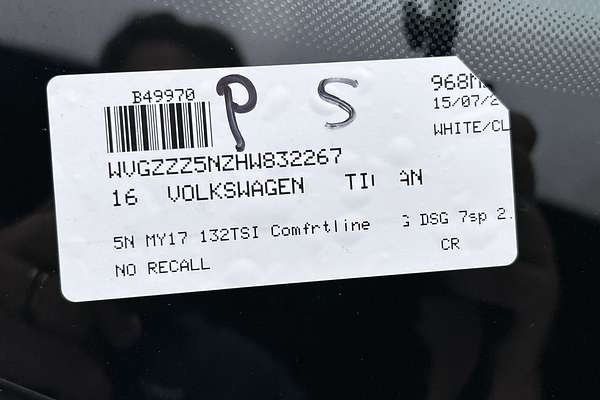 B49970
P S
968M
15/07/2
WHITE/CL
WVGZZZ5NZHW832267
16 VOLKSWAGEN TI AN
5N MY17 132TSI Comfrtline G DSG 7sp 2.
NO RECALL CR